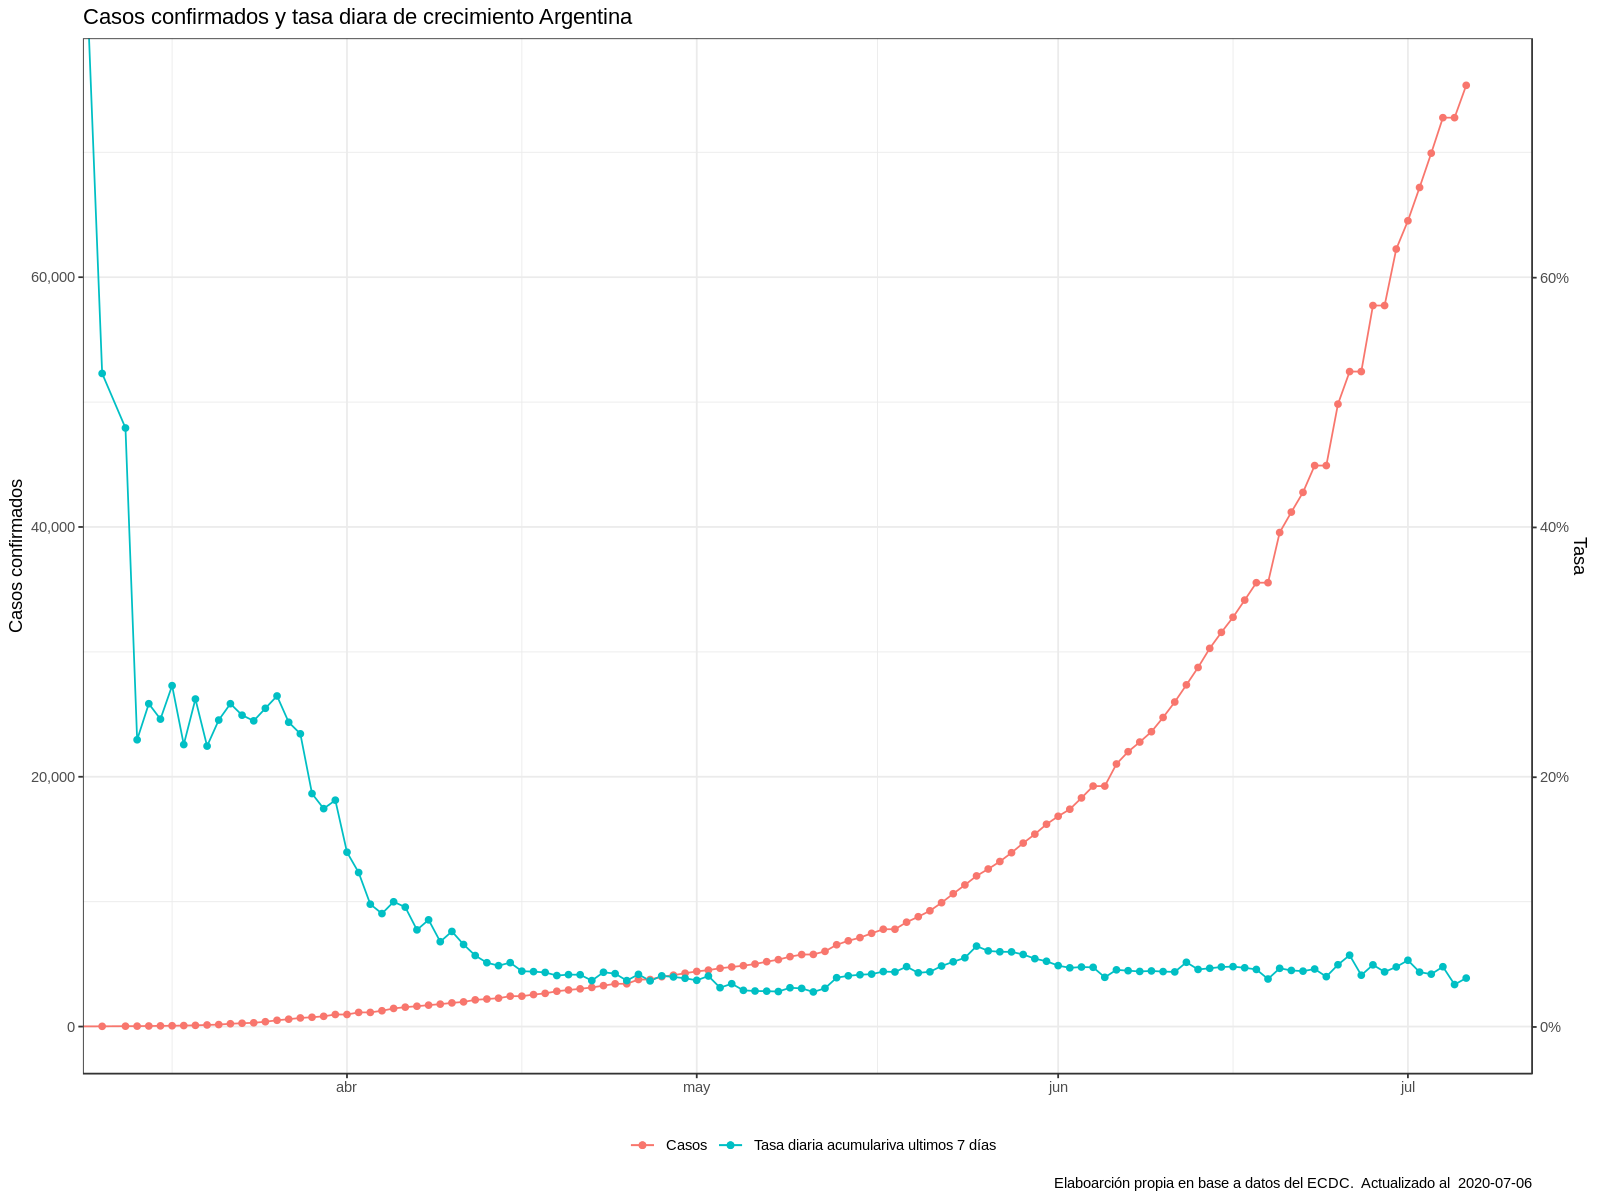 Casos confirmados y tasa diara de crecimiento Argentina
Casos confirmados
60,000
40,000
20,000
0
60%
40%
20%
0%
Tasa
abr
may
jun
jul
Casos
Tasa diaria acumulariva ultimos 7 días
Elaboarción propia en base a datos del ECDC.  Actualizado al  2020-07-06